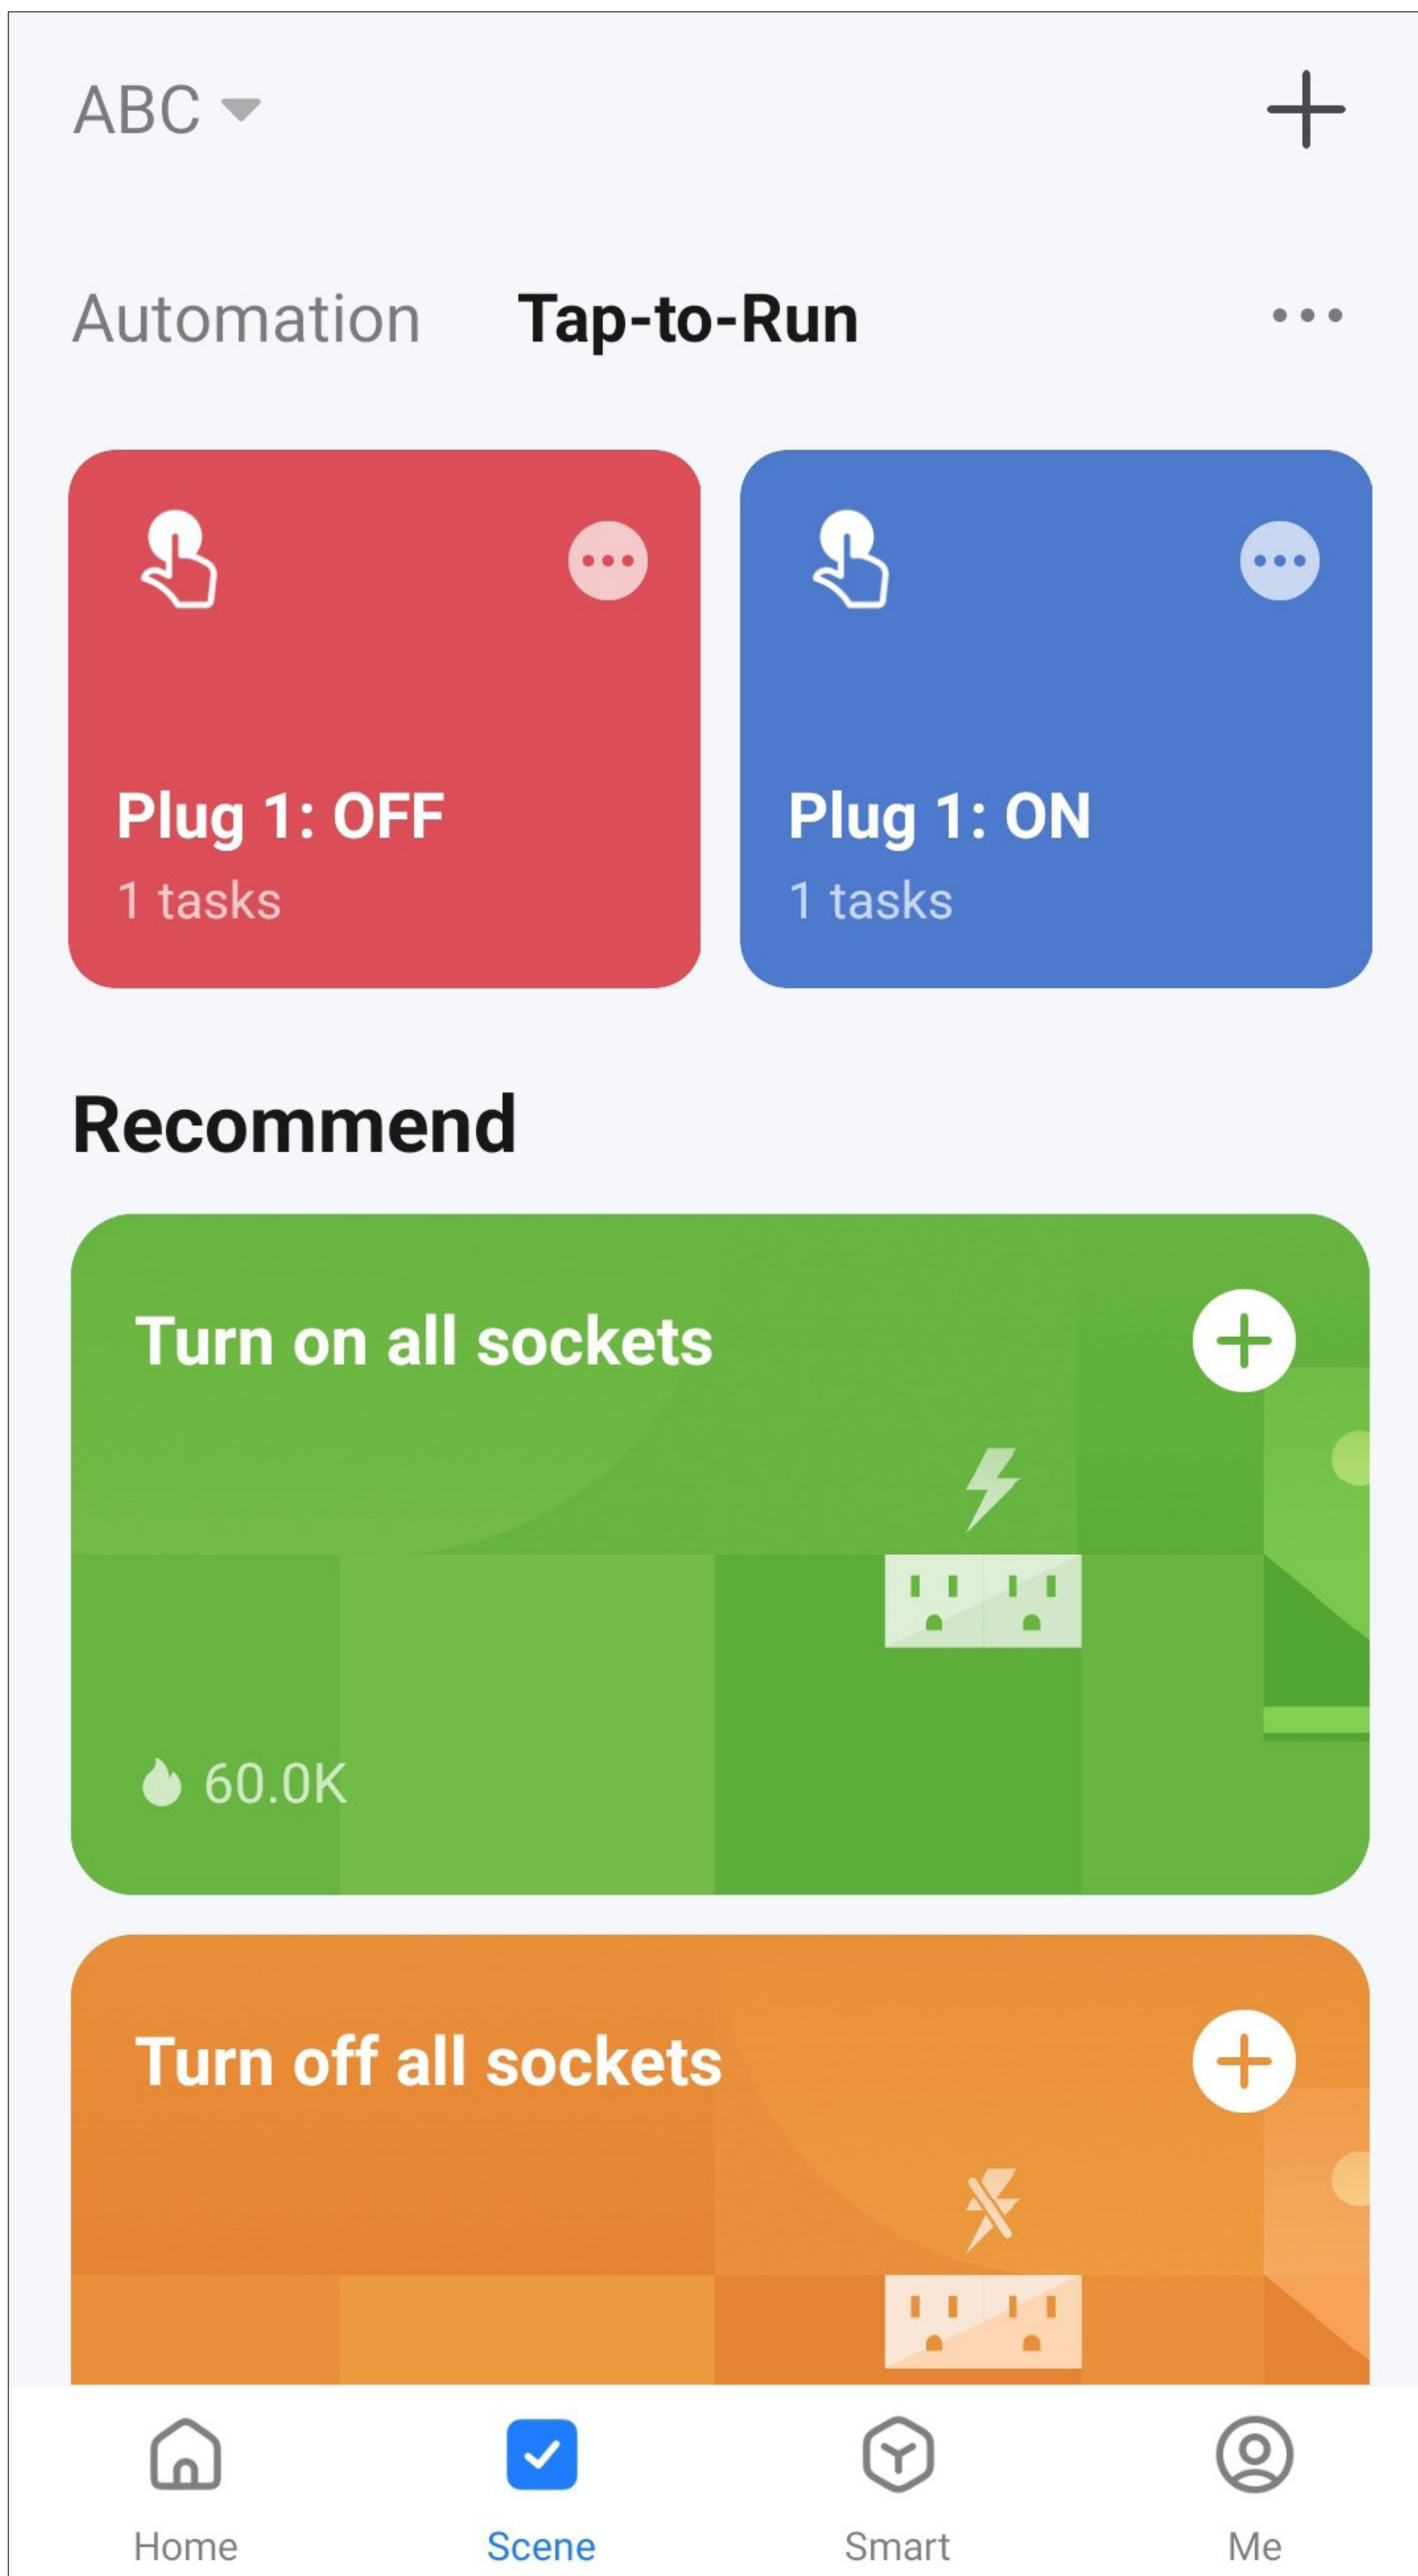 ABC
Automation Tap-to-Run
Plug 1: OFF
1 tasks
Plug 1: ON
1 tasks
Recommend
Turn on all sockets
60.0K
Turn off all sockets
Home Scene Smart Me